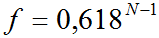 f = 0,618^{N−1}